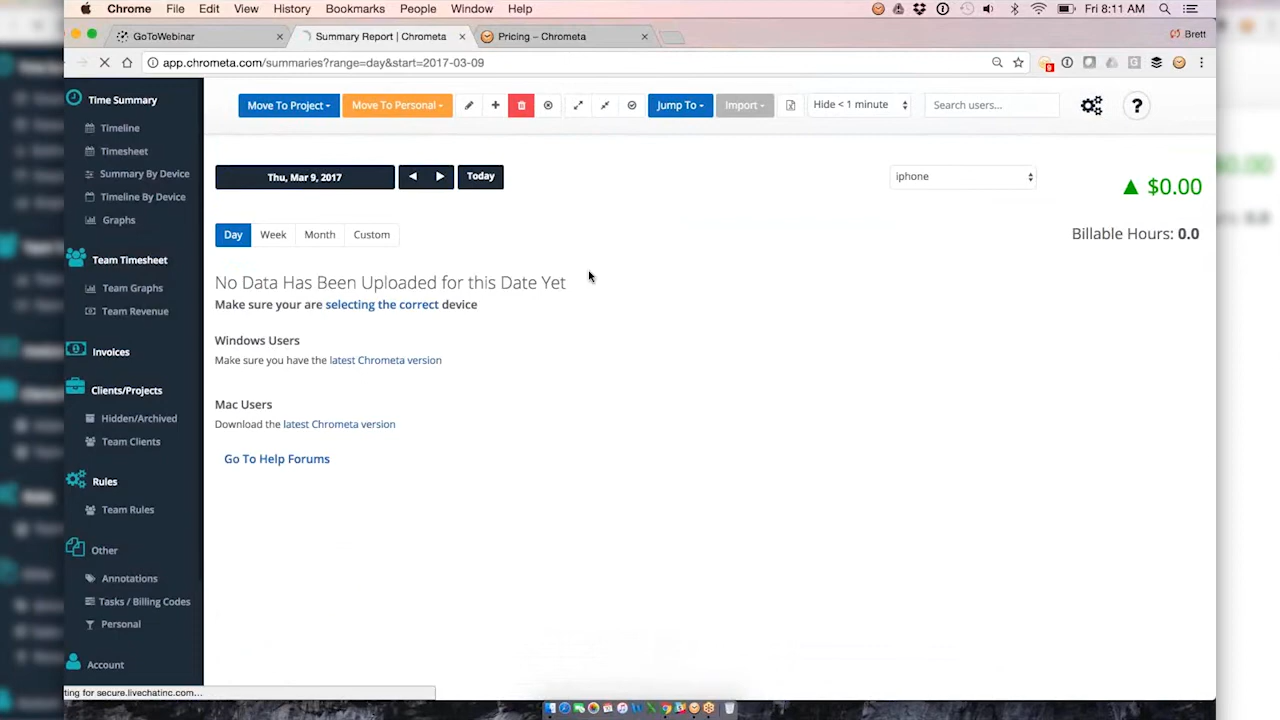 Chrome File Edit View History Bookmarks People Window Help Fri 8:11 AM
GoToWebinar Summary Report | Chrometa Pricing – Chrometa Brett
app.chrometa.com/summaries?range=day&start=2017-03-09
Time Summary
Timeline
Timesheet
Summary By Device
Timeline By Device
Graphs
Team Timesheet
Team Graphs
Team Revenue
Invoices
Clients/Projects
Hidden/Archived
Team Clients
Rules
Team Rules
Other
Annotations
Tasks / Billing Codes
Personal
Account
Move To Project Move To Personal Jump To Import Hide < 1 minute Search users... ?
Thu, Mar 9, 2017 Today iphone $0.00
Day Week Month Custom Billable Hours: 0.0
No Data Has Been Uploaded for this Date Yet
Make sure your are selecting the correct device
Windows Users
Make sure you have the latest Chrometa version
Mac Users
Download the latest Chrometa version
Go To Help Forums
ting for secure.livechatinc.com...